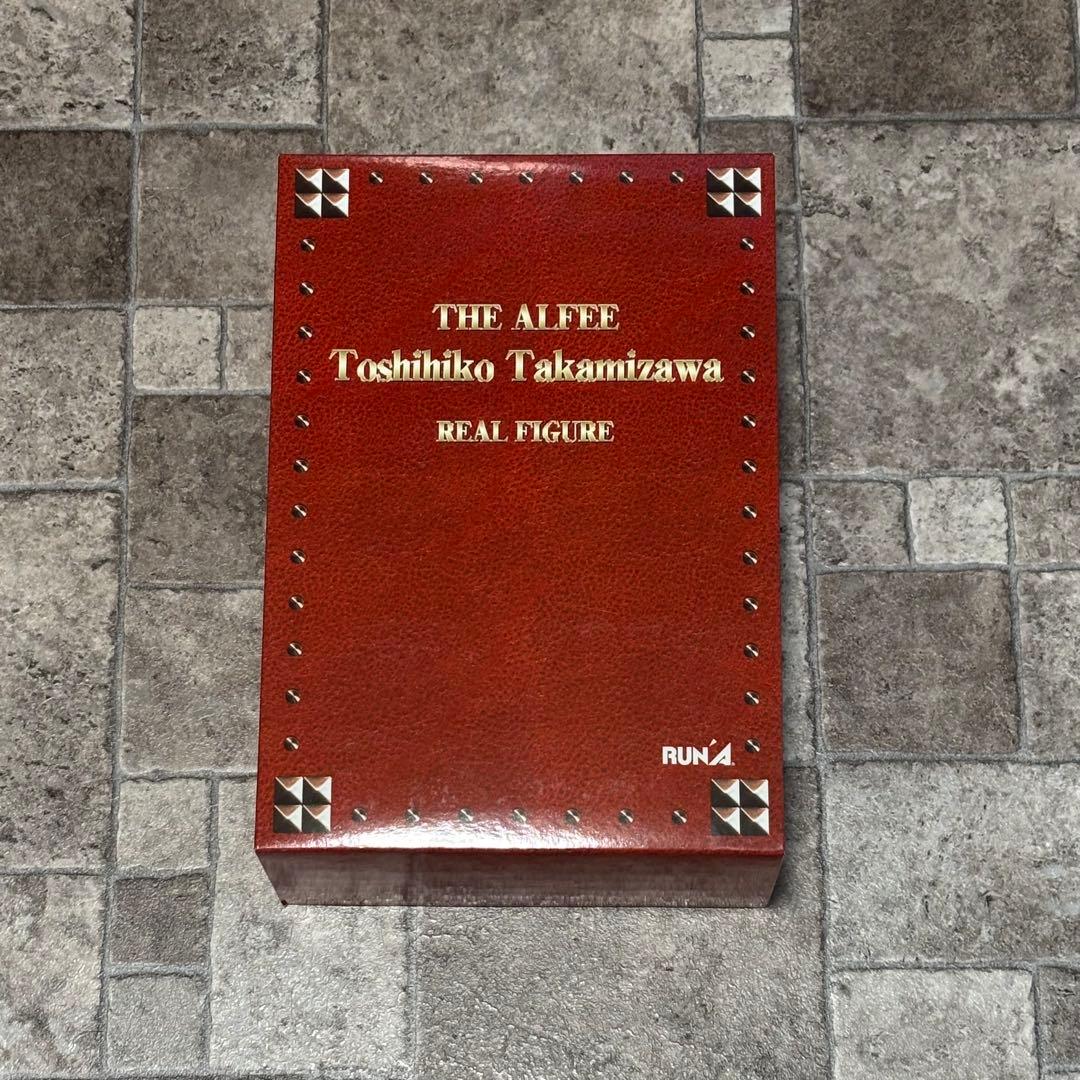 THE ALFEE
Toshihiko Takamizawa
REAL FIGURE
RUN'A